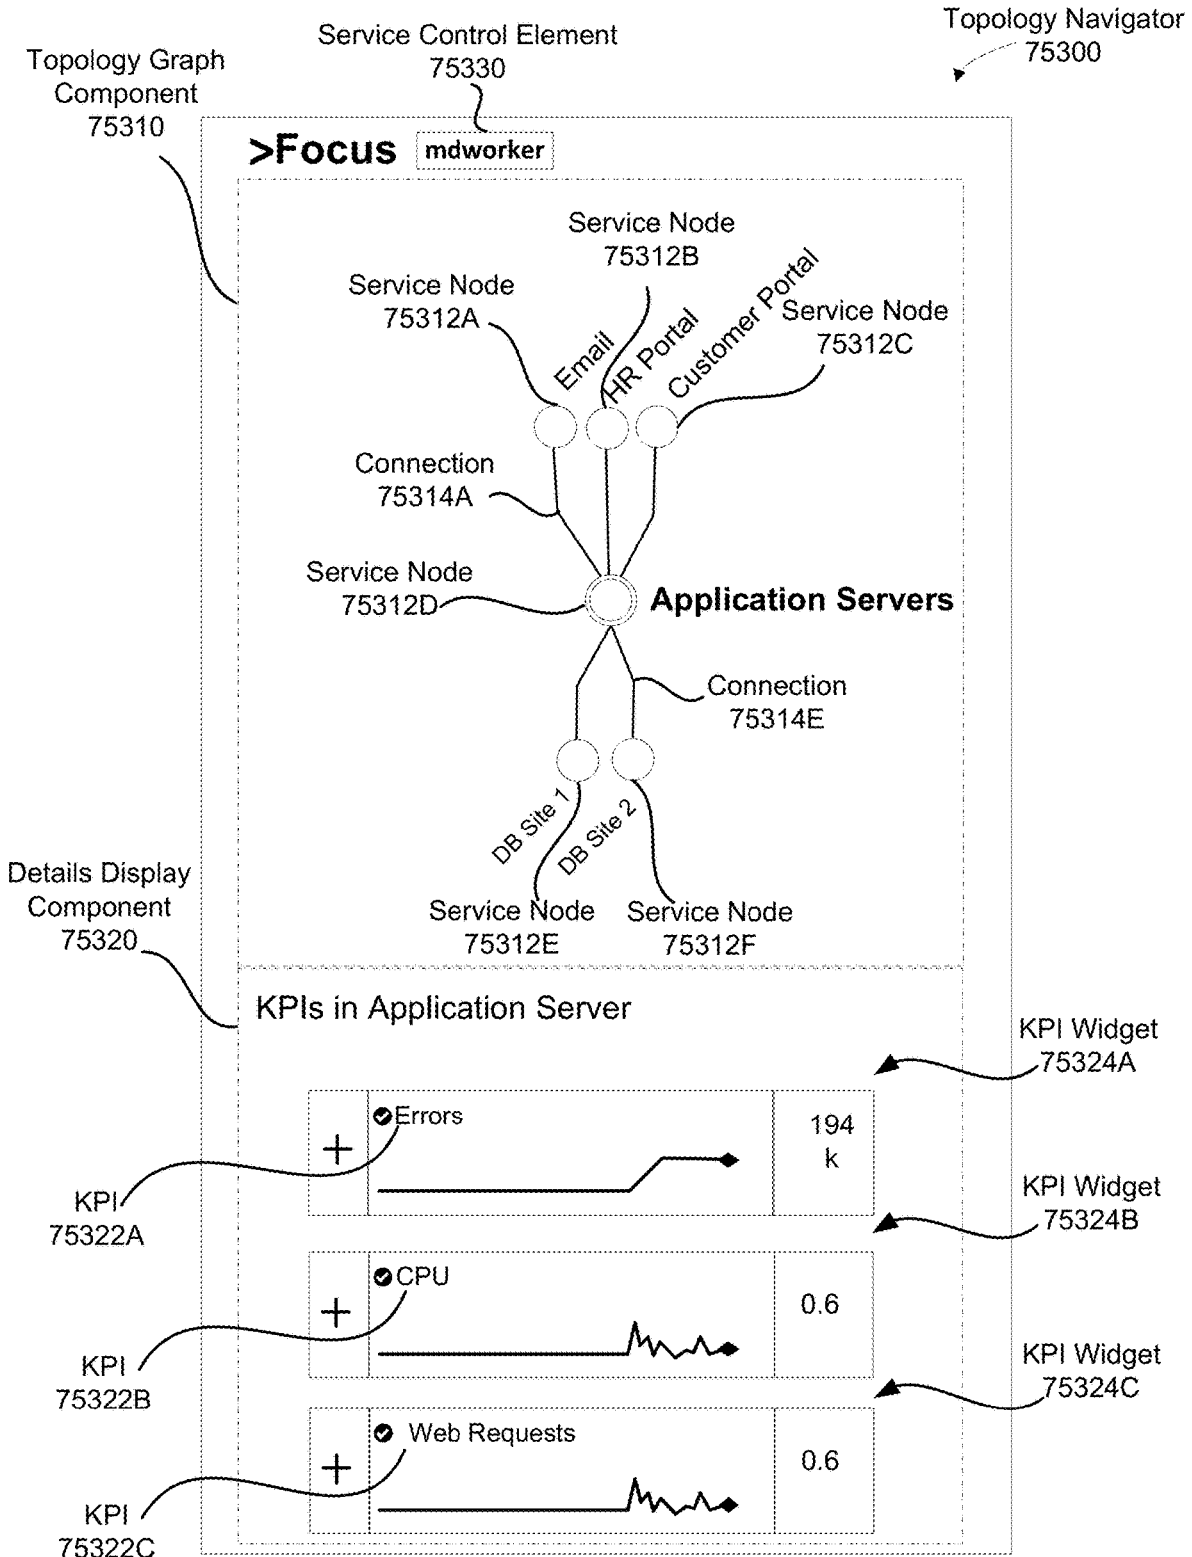 Topology Navigator
75300
Service Control Element
75330
Topology Graph
Component
75310
>Focus
mdworker
Service Node
75312B
Service Node
75312A
Email
HR Portal
Customer Portal
Service Node
75312C
Connection
75314A
Service Node
75312D
Application Servers
Connection
75314E
DB Site 1
DB Site 2
Details Display
Component
75320
Service Node
75312E
Service Node
75312F
KPIs in Application Server
KPI Widget
75324A
Errors
194
k
KPI
75322A
KPI Widget
75324B
CPU
0.6
KPI
75322B
KPI Widget
75324C
Web Requests
0.6
KPI
75322C